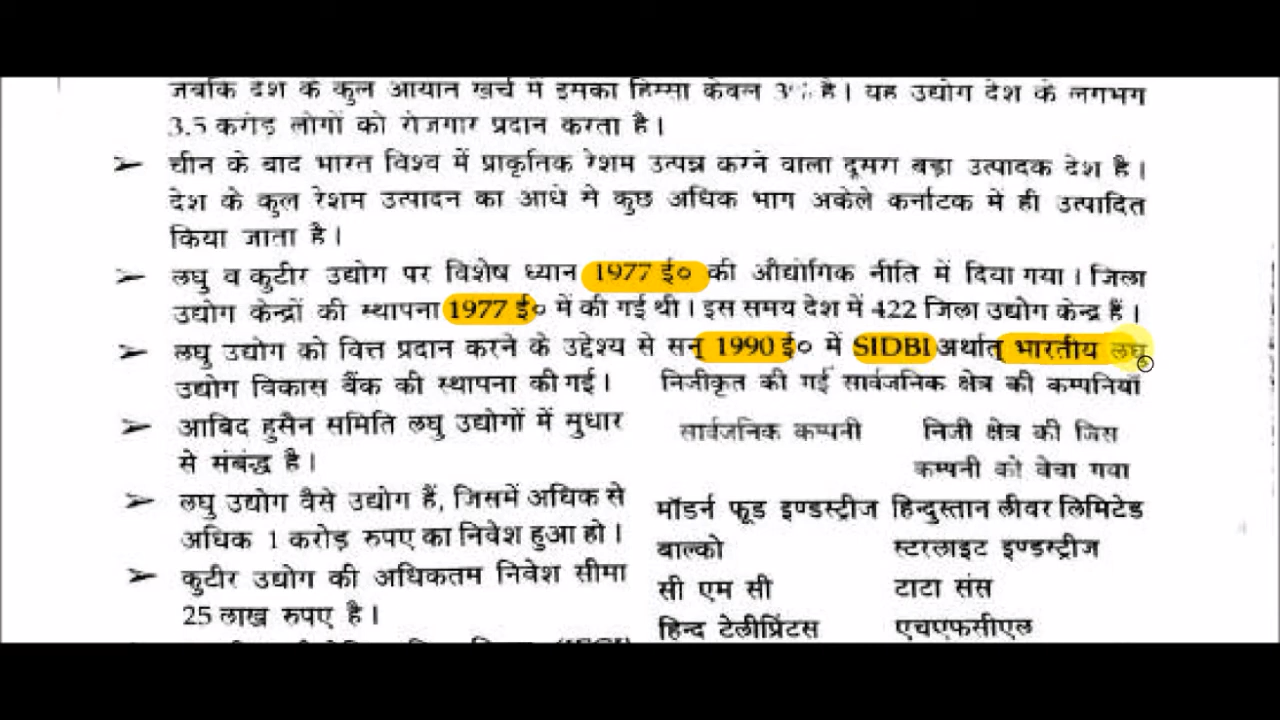 जबकि देश के कुल आयात खर्च में इसका हिस्सा केवल 3% है। यह उद्योग देश के लगभग
3.5 करोड़ लोगों को रोजगार प्रदान करता है।
➢ चीन के बाद भारत विश्व में प्राकृतिक रेशम उत्पन्न करने वाला दूसरा बड़ा उत्पादक देश है।
देश के कुल रेशम उत्पादन का आधे से कुछ अधिक भाग अकेले कर्नाटक में ही उत्पादित
किया जाता है।
➢ लघु व कुटीर उद्योग पर विशेष ध्यान 1977 ई० की औद्योगिक नीति में दिया गया। जिला
उद्योग केन्द्रों की स्थापना 1977 ई० में की गई थी। इस समय देश में 422 जिला उद्योग केन्द्र हैं।
➢ लघु उद्योग को वित्त प्रदान करने के उद्देश्य से सन् 1990 ई० में SIDBI अर्थात् भारतीय लघु
उद्योग विकास बैंक की स्थापना की गई।
➢ आबिद हुसैन समिति लघु उद्योगों में सुधार
से संबंद्ध है।
➢ लघु उद्योग वैसे उद्योग हैं, जिसमें अधिक से
अधिक 1 करोड़ रुपए का निवेश हुआ हो।
➢ कुटीर उद्योग की अधिकतम निवेश सीमा
25 लाख रुपए है।
निजीकृत की गई सार्वजनिक क्षेत्र की कम्पनियाँ
सार्वजनिक कम्पनी निजी क्षेत्र की जिस
कम्पनी को बेचा गया
मॉडर्न फूड इण्डस्ट्रीज हिन्दुस्तान लीवर लिमिटेड
बाल्को स्टरलाइट इण्डस्ट्रीज
सी एम सी टाटा संस
हिन्द टेलीप्रिंटस एचएफसीएल